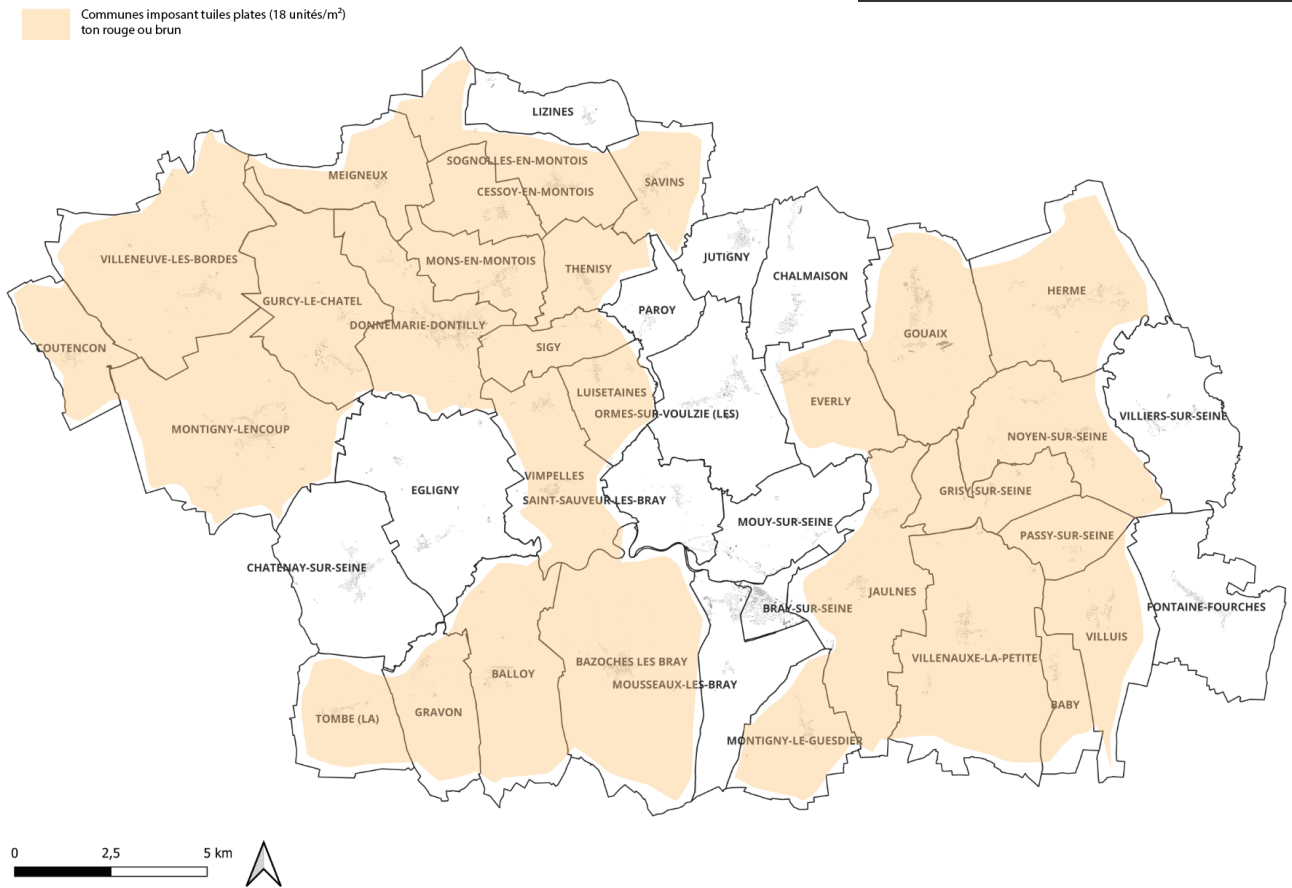 Communes imposant tuiles plates (18 unités/m²)
ton rouge ou brun
LIZINES
SOGNOLLES-EN-MONTOIS
MEIGNEUX
SAVINS
CESSOY-EN-MONTOIS
VILLENEUVE-LES-BORDES
MONS-EN-MONTOIS
JUTIGNY
THENISY
CHALMAISON
HERME
GURCY-LE-CHATEL
PAROY
DONNEMARIE-DONTILLY
GOUAIX
COUTENCON
SIGY
LUISETAINES
EVERLY
ORMES-SUR-VOULZIE (LES)
VILLIERS-SUR-SEINE
MONTIGNY-LENCOUP
NOYEN-SUR-SEINE
VIMPELLES
EGLIGNY
GRISY-SUR-SEINE
SAINT-SAUVEUR-LES-BRAY
MOUY-SUR-SEINE
PASSY-SUR-SEINE
CHATENAY-SUR-SEINE
JAULNES
BRAY-SUR-SEINE
FONTAINE-FOURCHES
VILLUIS
BAZOCHES LES BRAY
VILLENAUXE-LA-PETITE
BALLOY
MOUSSEAUX-LES-BRAY
BABY
GRAVON
TOMBE (LA)
MONTIGNY-LE-GUESDIER
0 2,5 5 km